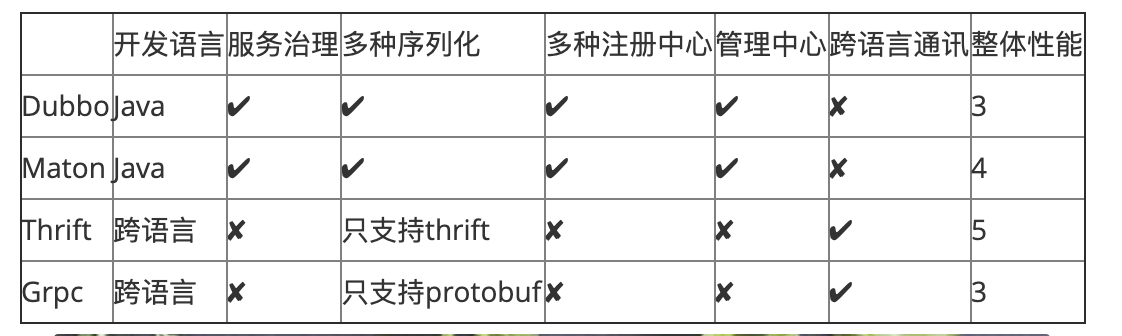 开发语言 服务治理 多种序列化 多种注册中心 管理中心 跨语言通讯 整体性能
Dubbo Java ✔ ✔ ✔ ✔ ✘ 3
Maton Java ✔ ✔ ✔ ✔ ✘ 4
Thrift 跨语言 ✘ 只支持thrift ✘ ✘ ✔ 5
Grpc 跨语言 ✘ 只支持protobuf ✘ ✘ ✔ 3